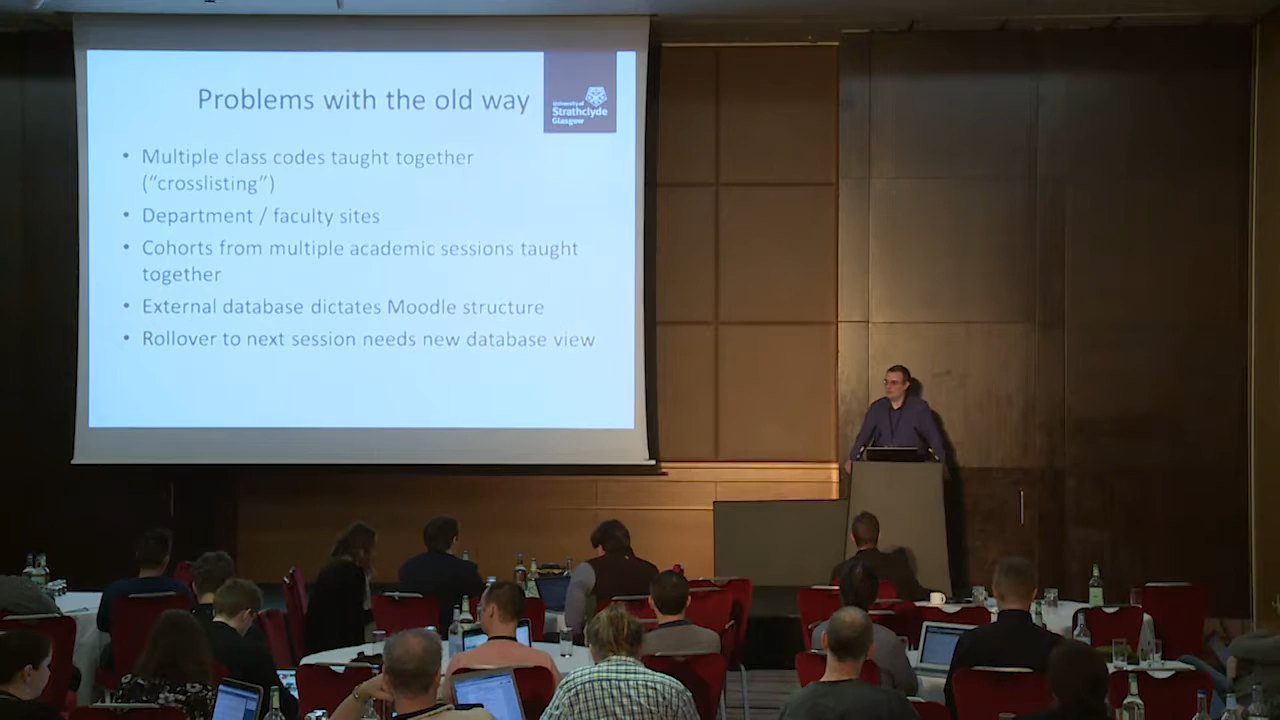 Problems with the old way
University of
Strathclyde
Glasgow
• Multiple class codes taught together
(“crosslisting”)
• Department / faculty sites
• Cohorts from multiple academic sessions taught
together
• External database dictates Moodle structure
• Rollover to next session needs new database view